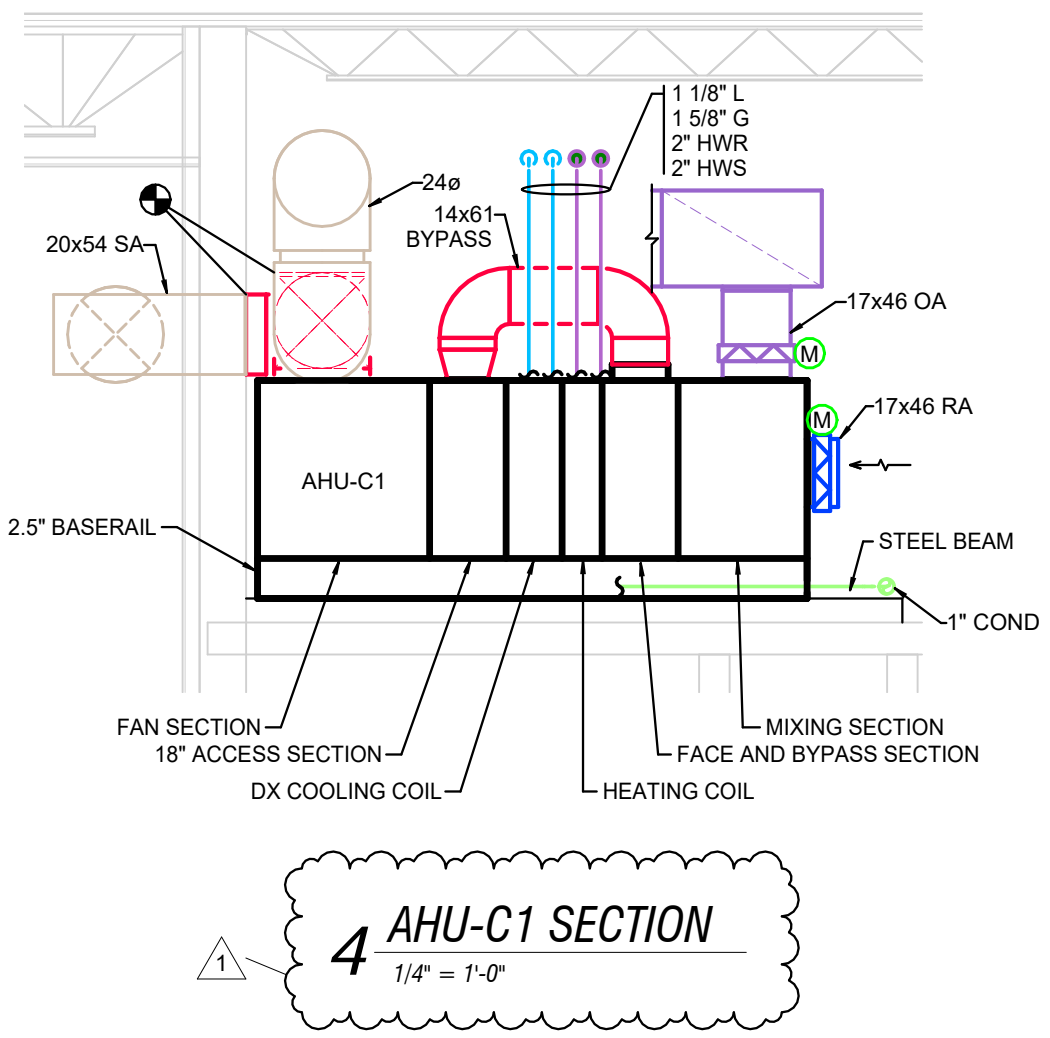 1 1/8" L
1 5/8" G
2" HWR
2" HWS
24ø
14x61
BYPASS
20x54 SA
17x46 OA
M
17x46 RA
M
AHU-C1
2.5" BASERAIL
STEEL BEAM
1" COND
FAN SECTION
MIXING SECTION
18" ACCESS SECTION
FACE AND BYPASS SECTION
DX COOLING COIL
HEATING COIL
4 AHU-C1 SECTION
1/4" = 1'-0"
1